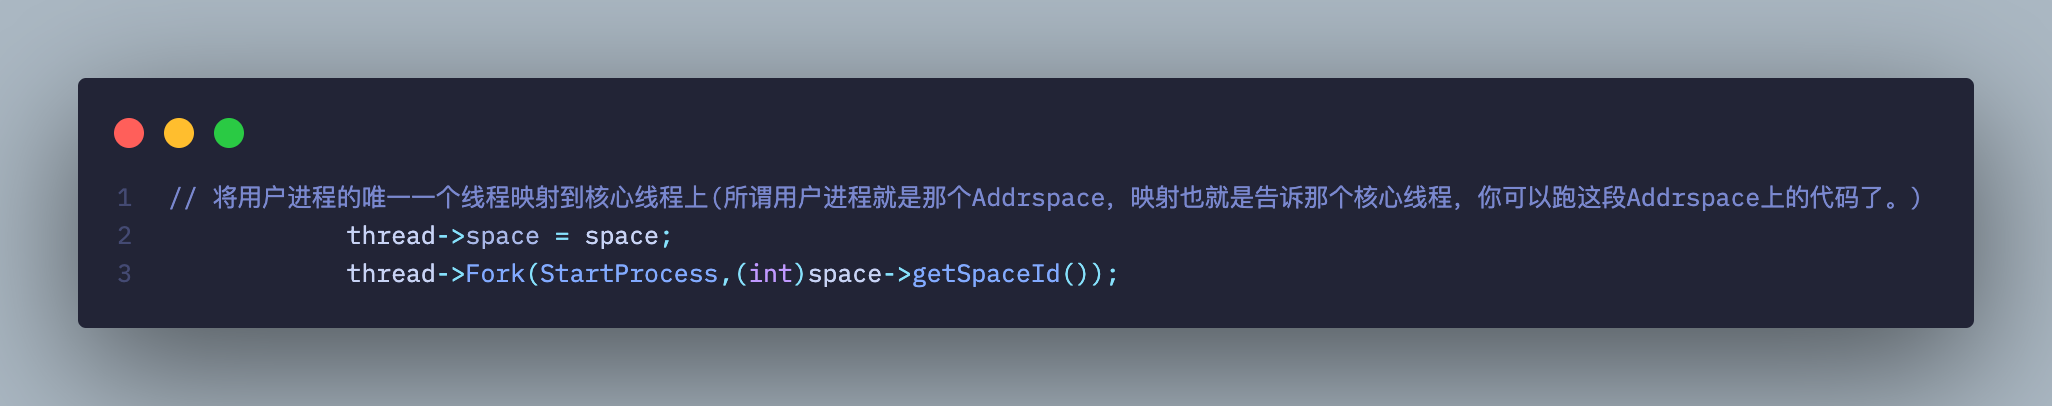 1 // 将用户进程的唯一一个线程映射到核心线程上(所谓用户进程就是那个Addrspace，映射也就是告诉那个核心线程，你可以跑这段Addrspace上的代码了。)
2 thread->space = space;
3 thread->Fork(StartProcess,(int)space->getSpaceId());